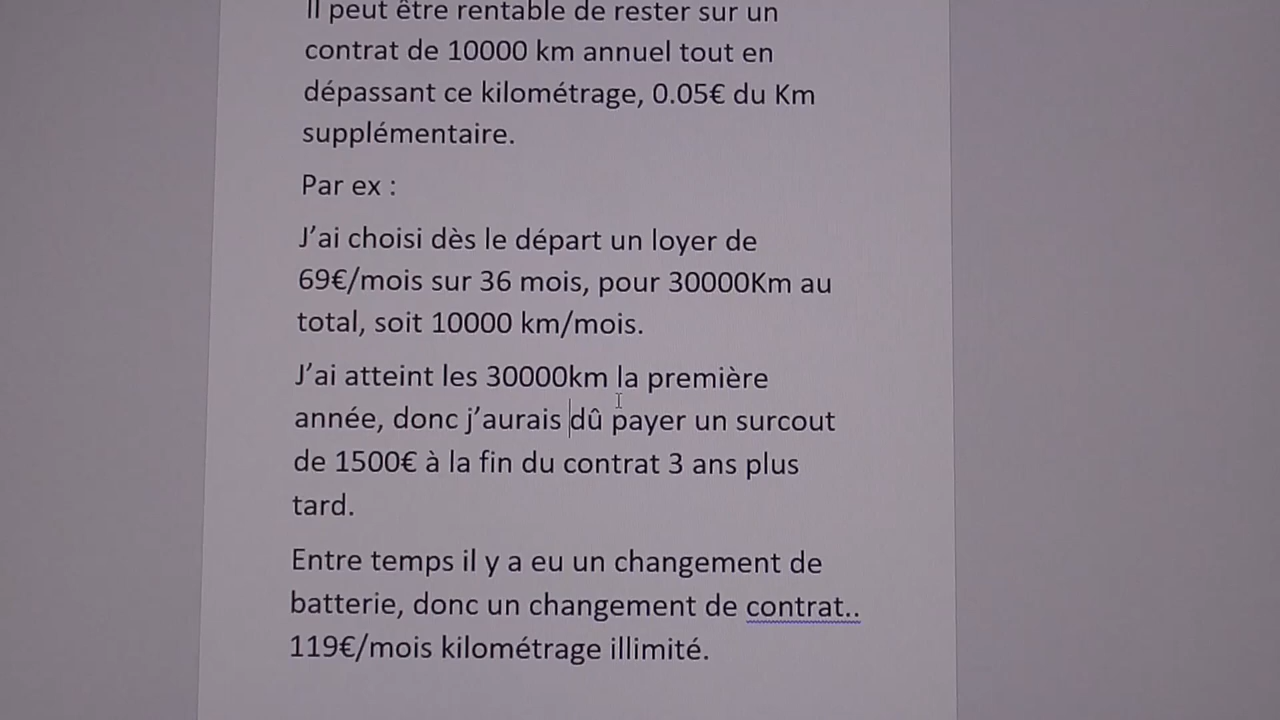 Il peut être rentable de rester sur un
contrat de 10000 km annuel tout en
dépassant ce kilométrage, 0.05€ du Km
supplémentaire.
Par ex :
J’ai choisi dès le départ un loyer de
69€/mois sur 36 mois, pour 30000Km au
total, soit 10000 km/mois.
J’ai atteint les 30000km la première
année, donc j’aurais dû payer un surcout
de 1500€ à la fin du contrat 3 ans plus
tard.
Entre temps il y a eu un changement de
batterie, donc un changement de contrat..
119€/mois kilométrage illimité.